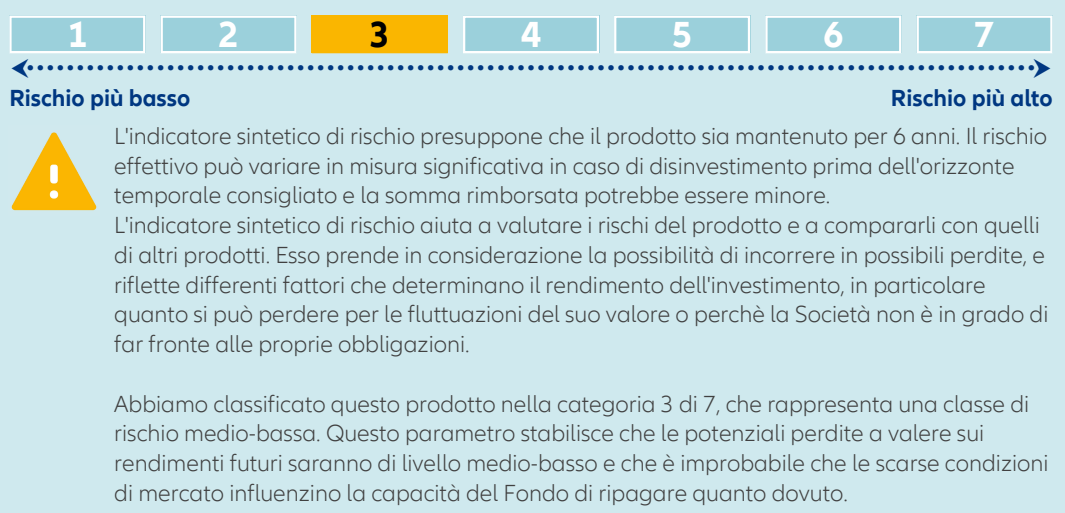 1 2 3 4 5 6 7
Rischio più basso Rischio più alto
L'indicatore sintetico di rischio presuppone che il prodotto sia mantenuto per 6 anni. Il rischio
effettivo può variare in misura significativa in caso di disinvestimento prima dell'orizzonte
temporale consigliato e la somma rimborsata potrebbe essere minore.
L'indicatore sintetico di rischio aiuta a valutare i rischi del prodotto e a compararli con quelli
di altri prodotti. Esso prende in considerazione la possibilità di incorrere in possibili perdite, e
riflette differenti fattori che determinano il rendimento dell'investimento, in particolare
quanto si può perdere per le fluttuazioni del suo valore o perchè la Società non è in grado di
far fronte alle proprie obbligazioni.
Abbiamo classificato questo prodotto nella categoria 3 di 7, che rappresenta una classe di
rischio medio-bassa. Questo parametro stabilisce che le potenziali perdite a valere sui
rendimenti futuri saranno di livello medio-basso e che è improbabile che le scarse condizioni
di mercato influenzino la capacità del Fondo di ripagare quanto dovuto.